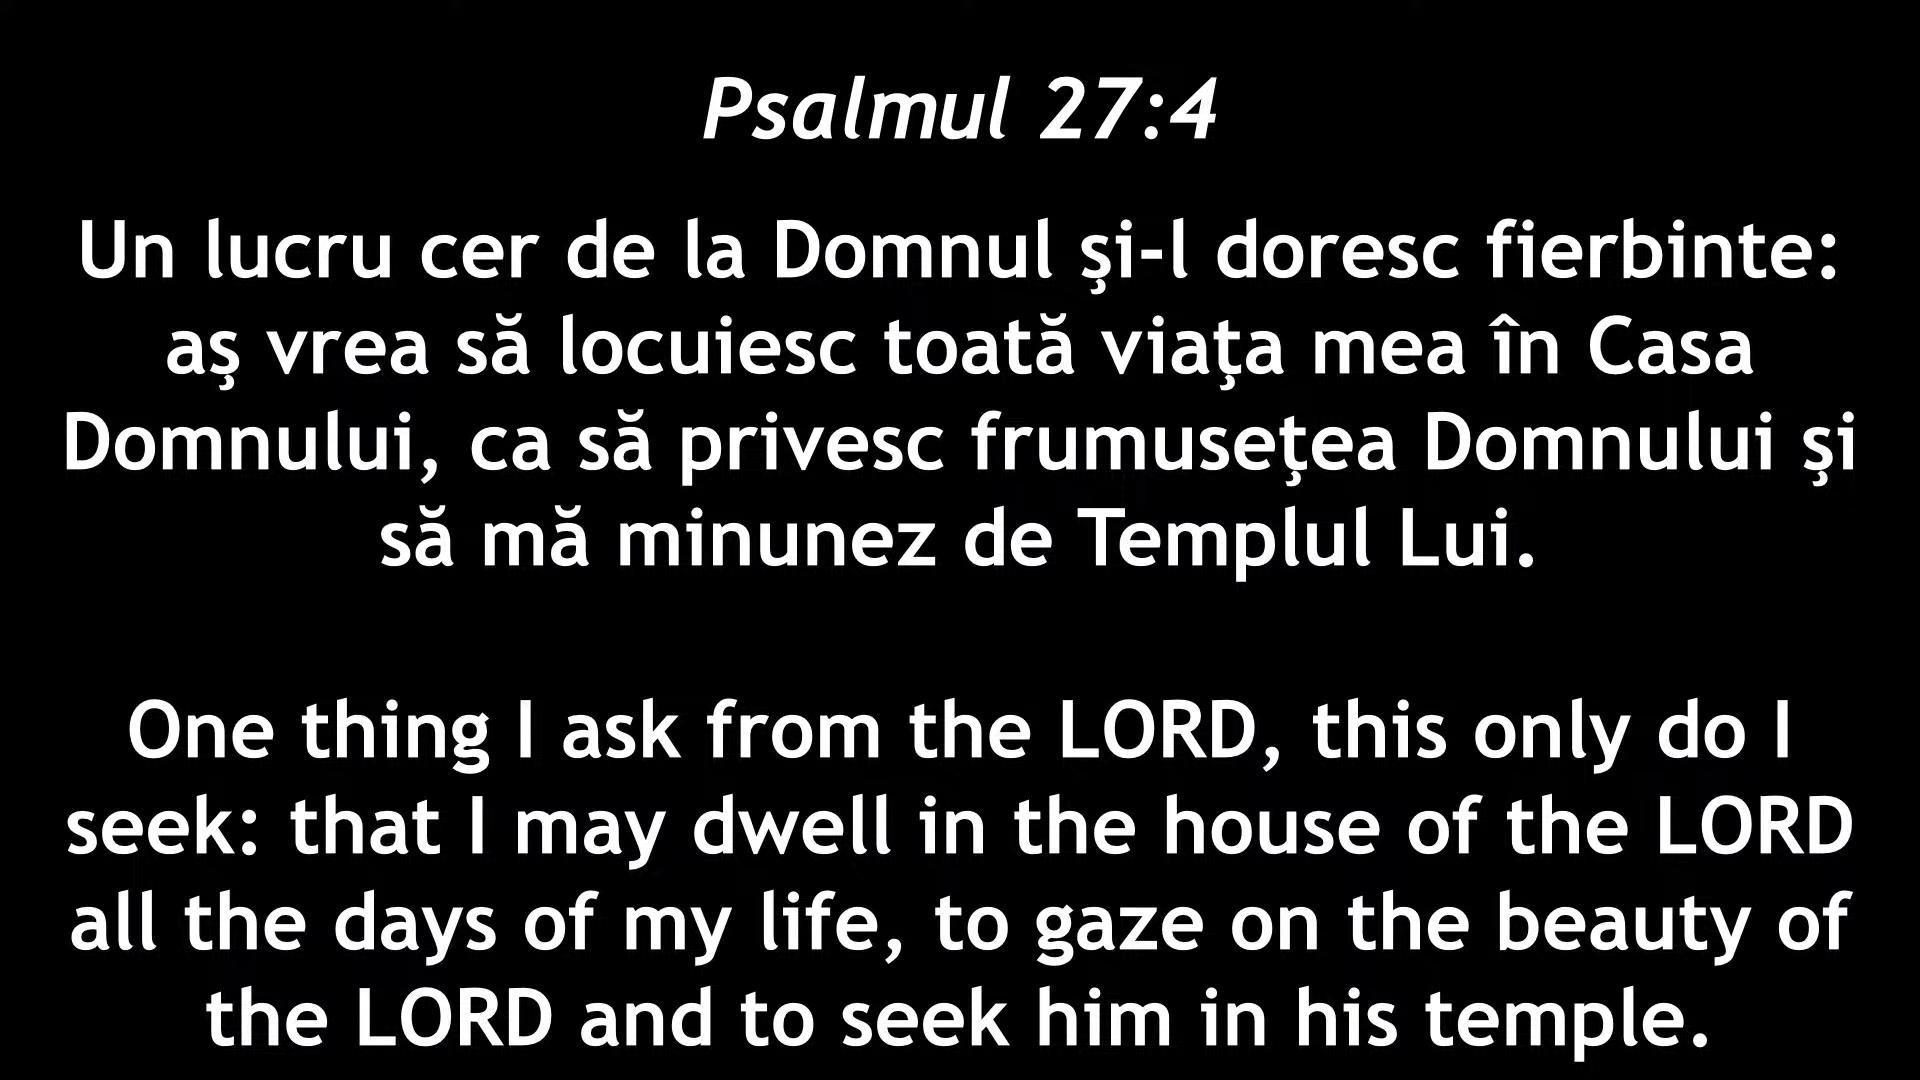 Psalmul 27:4
Un lucru cer de la Domnul şi-l doresc fierbinte:
aş vrea să locuiesc toată viaţa mea în Casa
Domnului, ca să privesc frumuseţea Domnului şi
să mă minunez de Templul Lui.
One thing I ask from the LORD, this only do I
seek: that I may dwell in the house of the LORD
all the days of my life, to gaze on the beauty of
the LORD and to seek him in his temple.